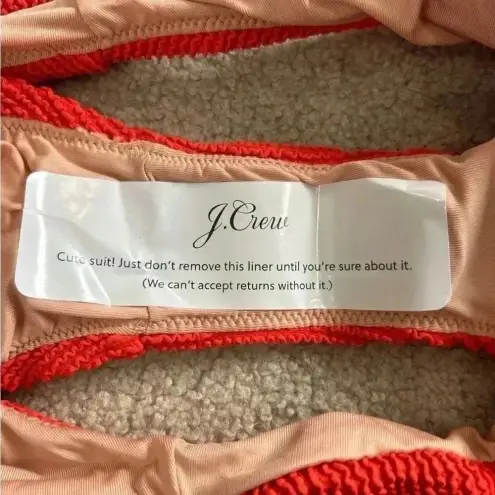 J.Crew
Cute suit! Just don't remove this liner until you're sure about it.
(We can't accept returns without it.)